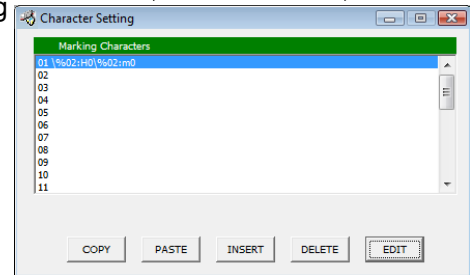 g
Character Setting
Marking Characters
01 \%02:H0\%02:m0
02
03
04
05
06
07
08
09
10
11
COPY PASTE INSERT DELETE EDIT